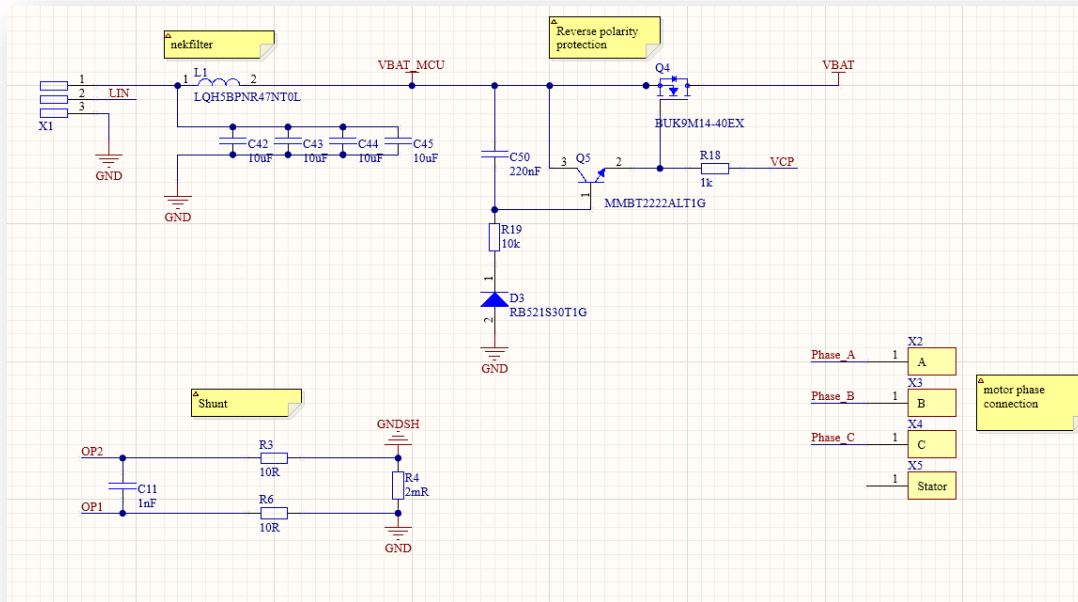 nekfilter
Reverse polarity
protection
1
2
3
LIN
X1
GND
1
L1
2
LQH5BPNR47NT0L
VBAT_MCU
C42
10uF
C43
10uF
C44
10uF
C45
10uF
GND
C50
220nF
3
Q5
2
1
MMBT2222ALT1G
Q4
BUK9M14-40EX
VBAT
R18
1k
VCP
R19
10k
1
D3
RB521S30T1G
2
GND
Shunt
OP2
R3
10R
GNDSH
C11
1nF
R4
2mR
OP1
R6
10R
GND
Phase_A
1
X2
A
Phase_B
1
X3
B
Phase_C
1
X4
C
1
X5
Stator
motor phase
connection